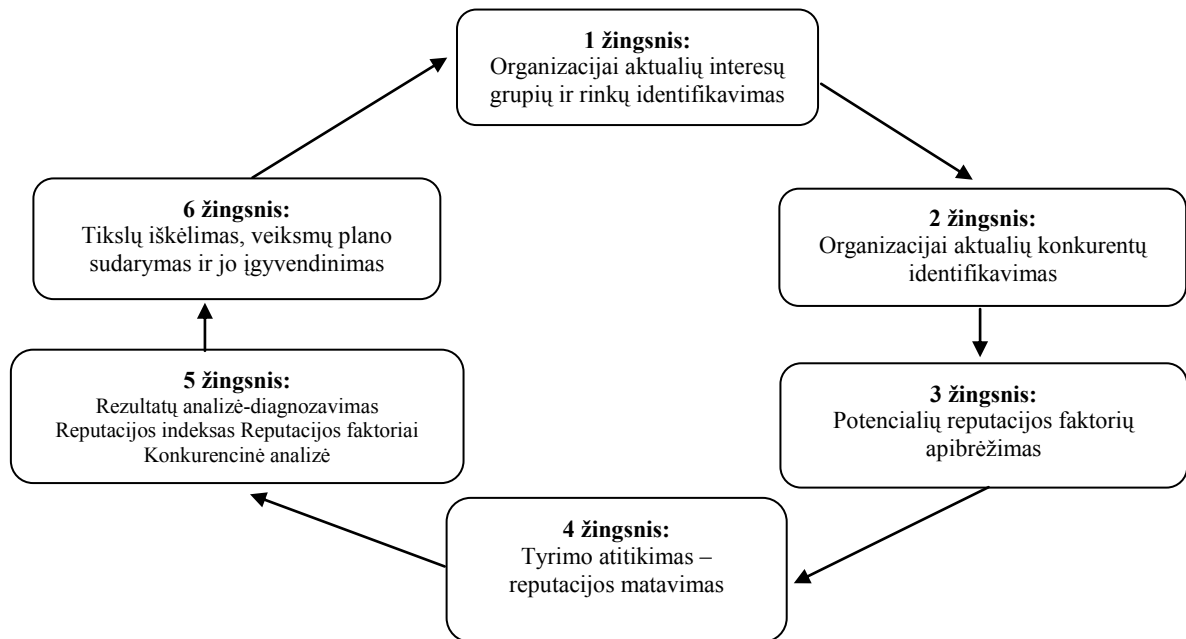 1 žingsnis:
Organizacijai aktualių interesų
grupių ir rinkų identifikavimas
2 žingsnis:
Organizacijai aktualių konkurentų
identifikavimas
3 žingsnis:
Potencialių reputacijos faktorių
apibrėžimas
4 žingsnis:
Tyrimo atitikimas –
reputacijos matavimas
5 žingsnis:
Rezultatų analizė-diagnozavimas
Reputacijos indeksas Reputacijos faktoriai
Konkurencinė analizė
6 žingsnis:
Tikslų iškėlimas, veiksmų plano
sudarymas ir jo įgyvendinimas